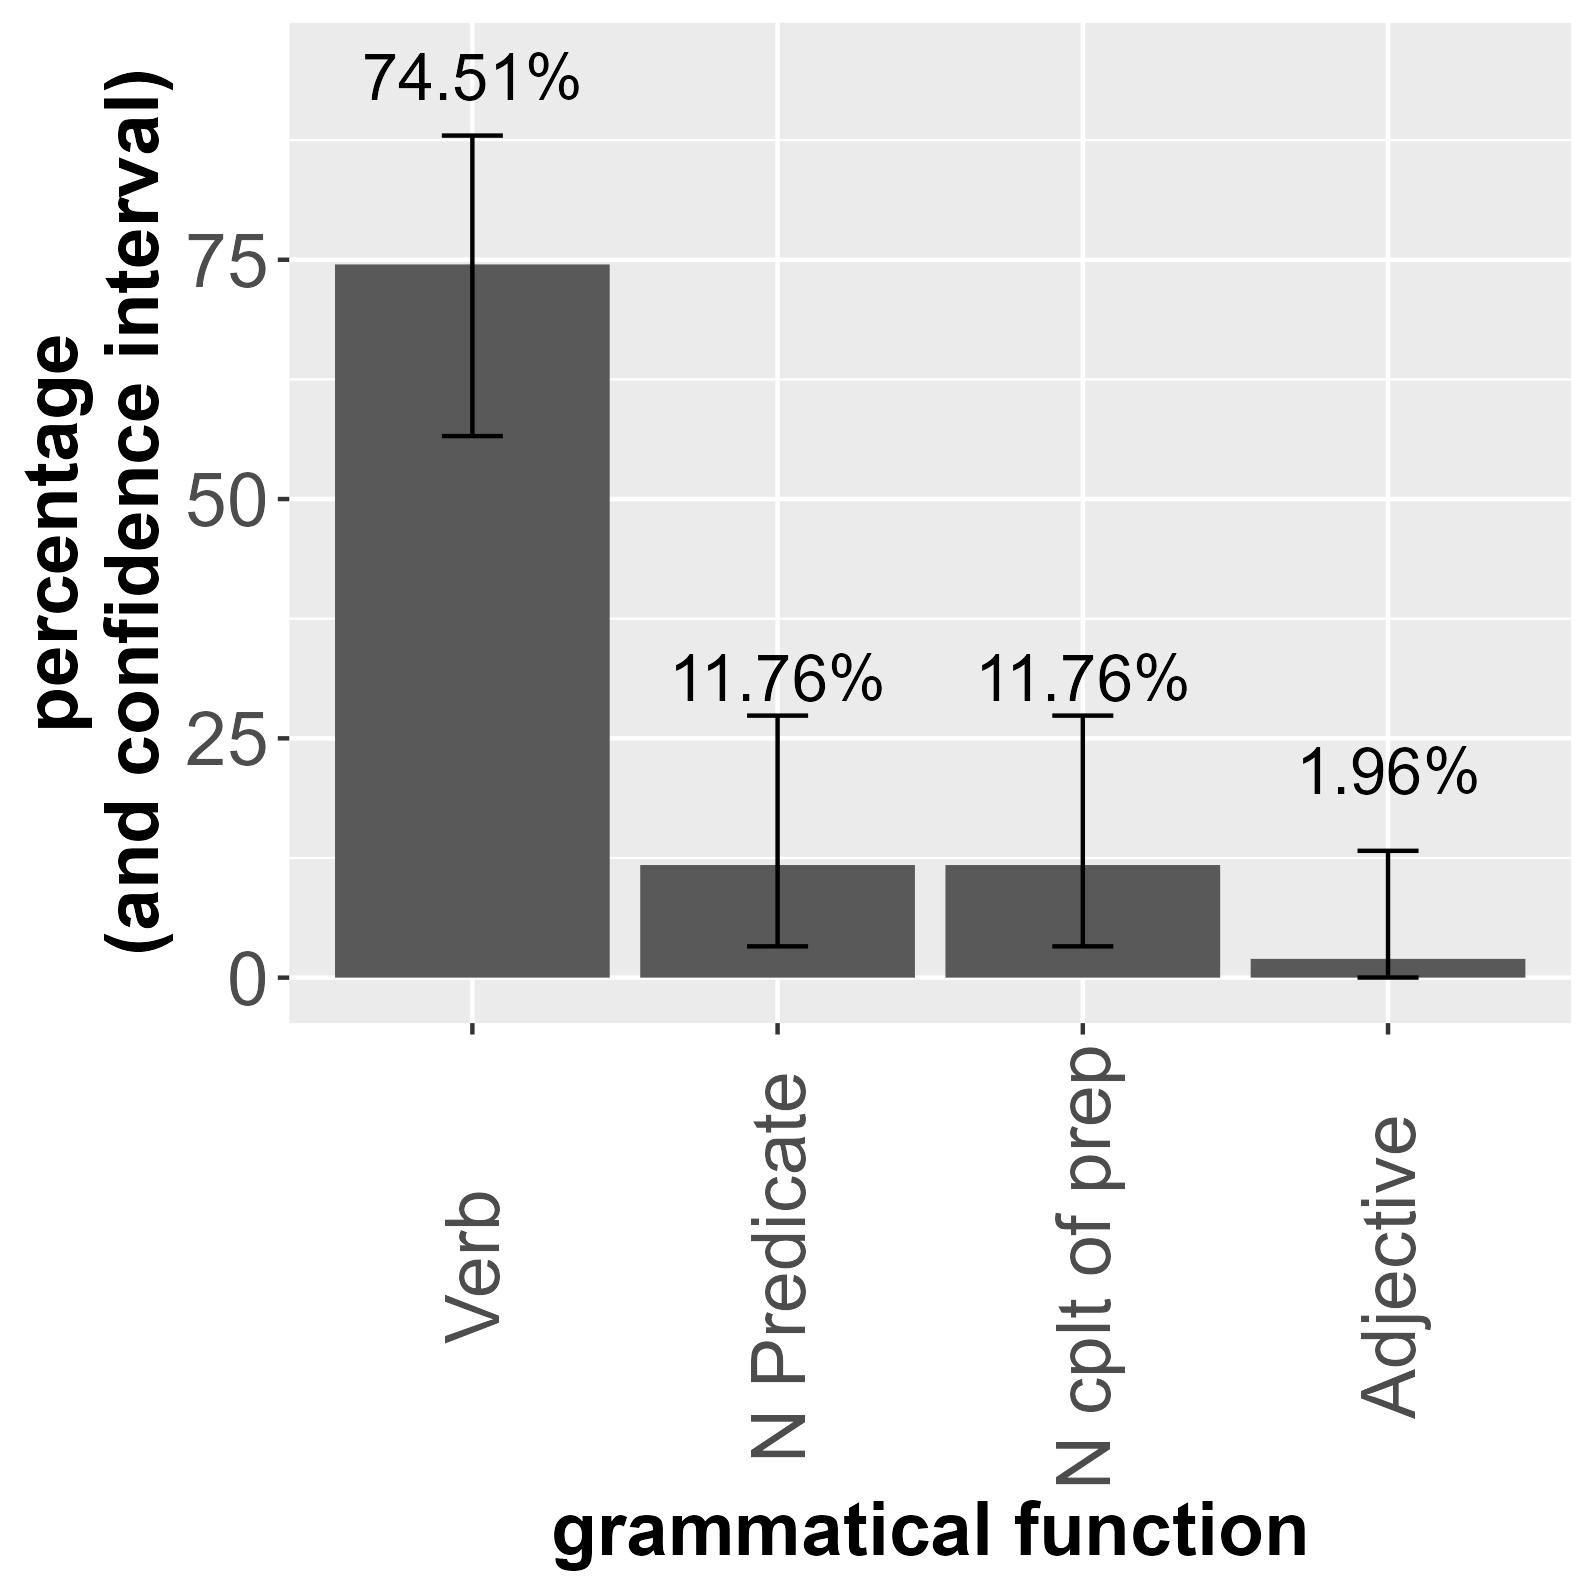 percentage
(and confidence interval)
75
50
25
0
74.51%
11.76%
11.76%
1.96%
Verb
N Predicate
N cplt of prep
Adjective
grammatical function